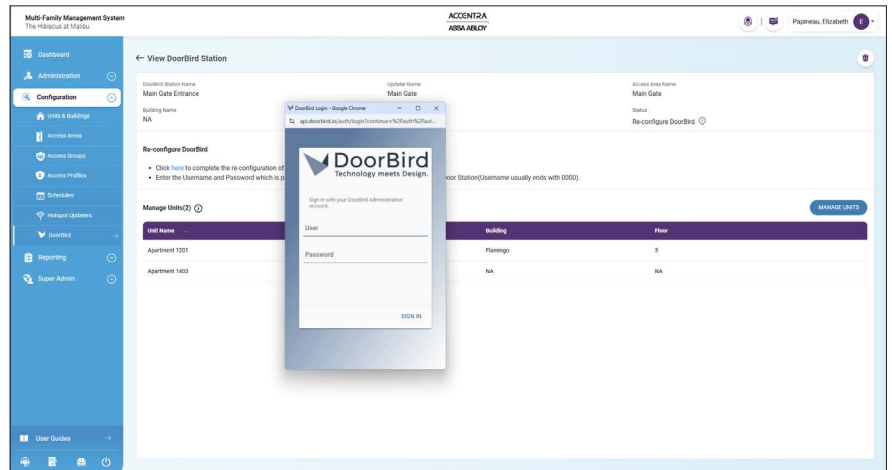 Multi-Family Management System
The Hibiscus at Malibu
ACCENTRA
ASSA ABLOY
Papineau, Elizabeth
E
Dashboard
Administration
Configuration
Units & Buildings
Access Areas
Access Groups
Access Profiles
Schedules
Hotspot Updaters
DoorBird
Reporting
Super Admin
User Guides
← View DoorBird Station
DoorBird Station Name
Main Gate Entrance
Updater Name
Main Gate
Access Area Name
Main Gate
Building Name
NA
Status
Re-configure DoorBird
Re-configure DoorBird
• Click here to complete the re-configuration of
• Enter the Username and Password which is p
oor Station(Username usually ends with 0000).
Manage Units(2)
MANAGE UNITS
Unit Name
Building
Floor
Apartment 1201
Flamingo
3
Apartment 1403
NA
NA
DoorBird Login - Google Chrome
api.doorbird.io/auth/login?continue=%2Fauth%2Faut...
DoorBird
Technology meets Design.
Sign in with your DoorBird Administration
account.
User
Password
SIGN IN